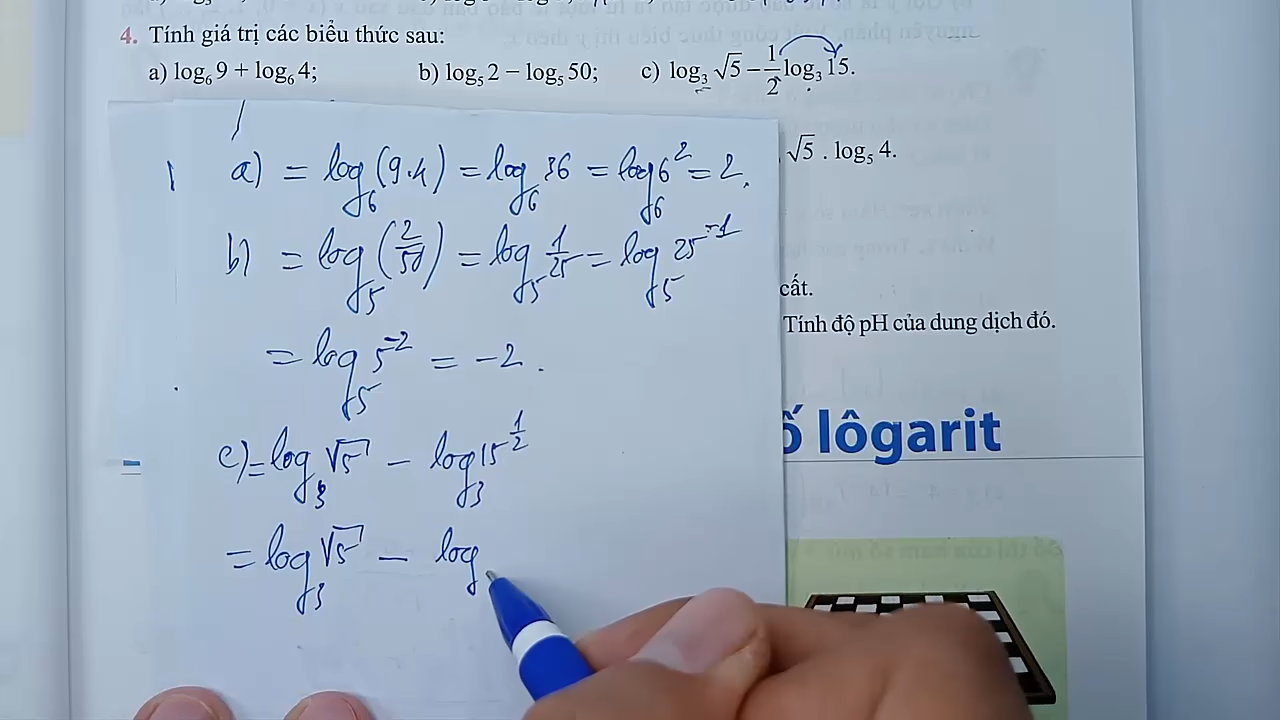 4. Tính giá trị các biểu thức sau:
a) log₆ 9 + log₆ 4; b) log₅ 2 − log₅ 50; c) log₃ √5 − 1/2 log₃ 15.
√5 . log₅ 4.
cất.
Tính độ pH của dung dịch đó.
ố lôgarit
a) = log₆ (9.4) = log₆ 36 = log₆ 6² = 2.
b) = log₅ (2/50) = log₅ 1/25 = log₅ 25⁻¹
= log₅ 5⁻² = −2.
c) = log₃ √5 − log₃ 15^(1/2)
= log₃ √5 − log